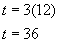 t = 3(12)
t = 36